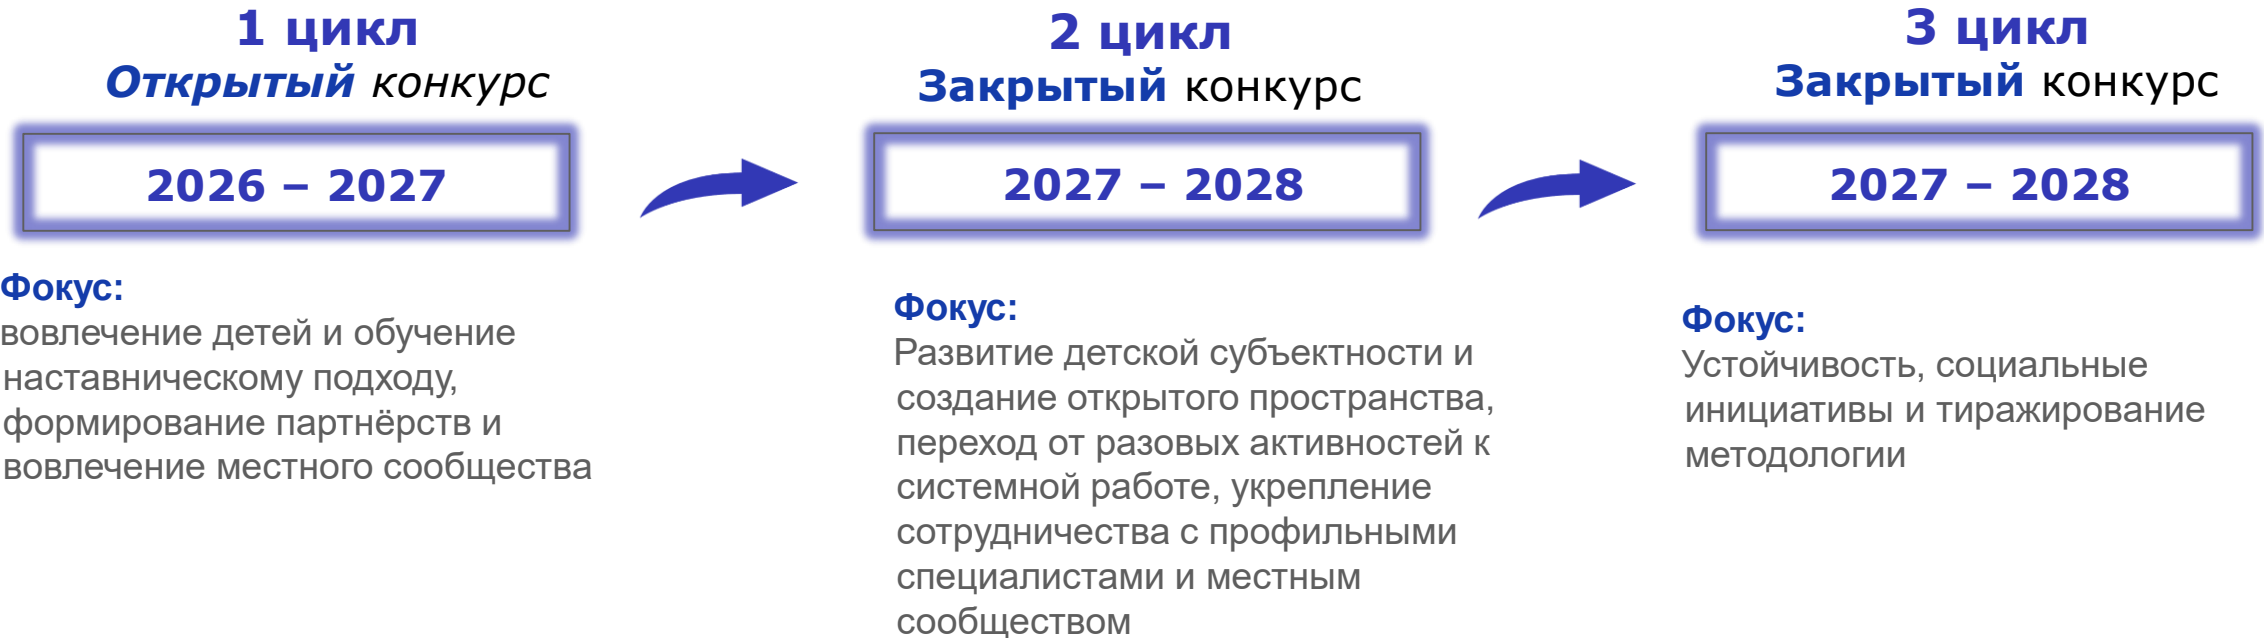 1 цикл
Открытый конкурс
2026 – 2027
Фокус:
вовлечение детей и обучение
наставническому подходу,
формирование партнёрств и
вовлечение местного сообщества
2 цикл
Закрытый конкурс
2027 – 2028
Фокус:
Развитие детской субъектности и
создание открытого пространства,
переход от разовых активностей к
системной работе, укрепление
сотрудничества с профильными
специалистами и местным
сообществом
3 цикл
Закрытый конкурс
2027 – 2028
Фокус:
Устойчивость, социальные
инициативы и тиражирование
методологии